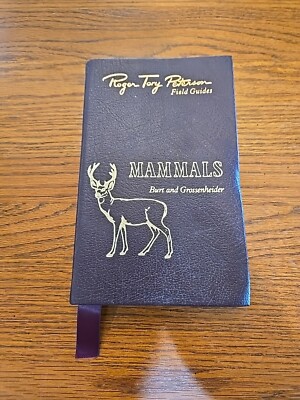 Roger Tory Peterson
Field Guides
MAMMALS
Burt and Grossenheider